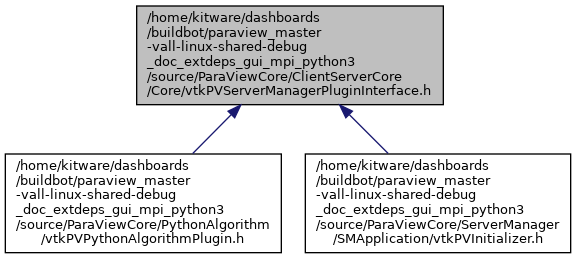 /home/kitware/dashboards
/buildbot/paraview_master
-vall-linux-shared-debug
_doc_extdeps_gui_mpi_python3
/source/ParaViewCore/ClientServerCore
/Core/vtkPVServerManagerPluginInterface.h
/home/kitware/dashboards
/buildbot/paraview_master
-vall-linux-shared-debug
_doc_extdeps_gui_mpi_python3
/source/ParaViewCore/PythonAlgorithm
/vtkPVPythonAlgorithmPlugin.h
/home/kitware/dashboards
/buildbot/paraview_master
-vall-linux-shared-debug
_doc_extdeps_gui_mpi_python3
/source/ParaViewCore/ServerManager
/SMApplication/vtkPVInitializer.h